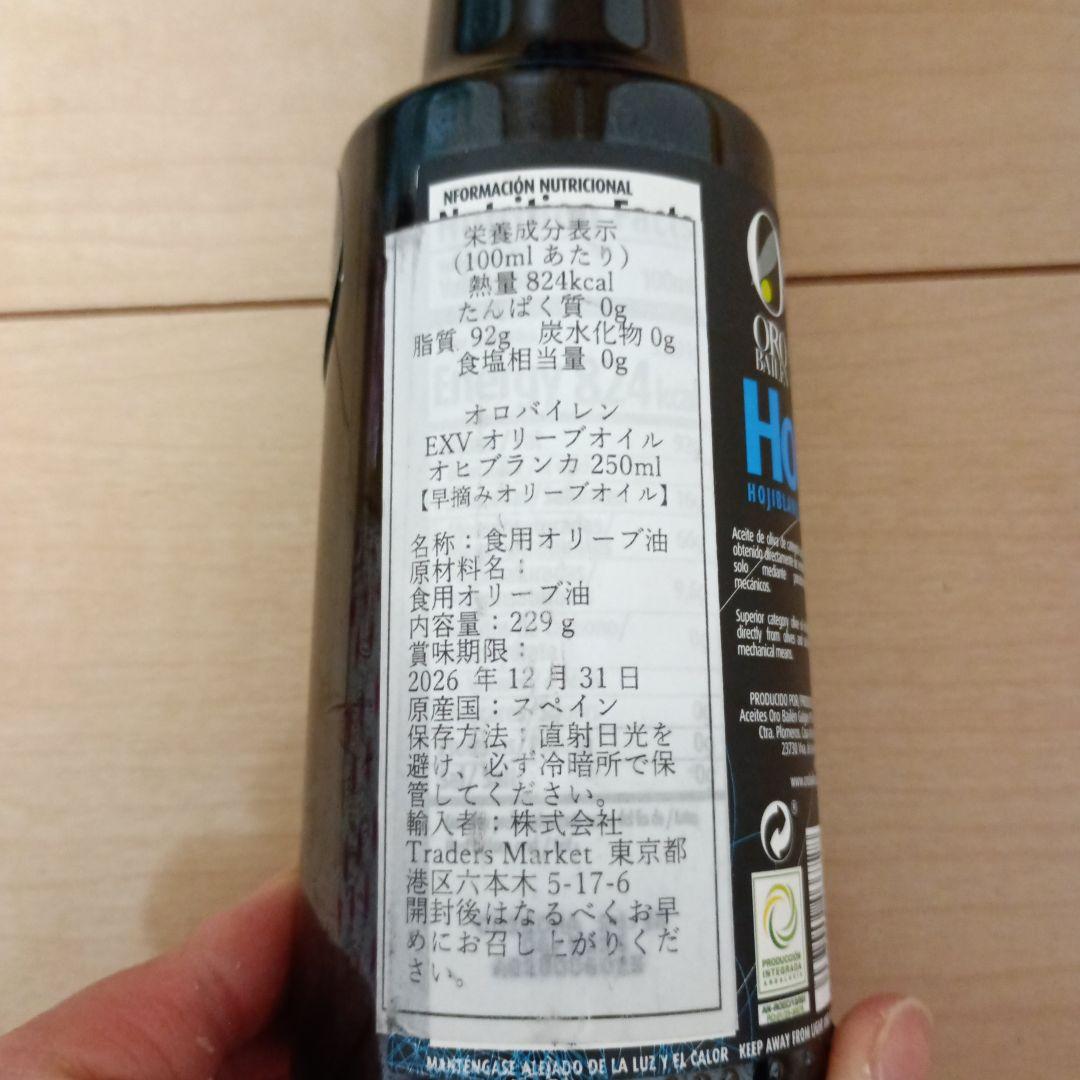 NFORMACIÓN NUTRICIONAL
栄養成分表示
(100ml あたり)
熱量 824kcal
たんぱく質 0g
脂質 92g 炭水化物 0g
食塩相当量 0g
オロバイレン
EXV オリーブオイル
オヒブランカ 250ml
【早摘みオリーブオイル】
名称：食用オリーブ油
原材料名：
食用オリーブ油
内容量：229 g
賞味期限：
2026 年 12 月 31 日
原産国：スペイン
保存方法：直射日光を
避け、必ず冷暗所で保
管してください。
輸入者：株式会社
Traders Market 東京都
港区六本木 5-17-6
開封後はなるべくお早
めにお召し上がりくだ
さい。
MANTÉNGASE ALEJADO DE LA LUZ Y EL CALOR KEEP AWAY FROM
ORO
Ho
Aceite de oliva de
obtenido directamente
solo mediante
mecánicos.
Superior category olive
directly from olives and
mechanical means.
PRODUCIDO POR
Aceites Oro Bailén
PRODUCCIÓN
INTEGRADA